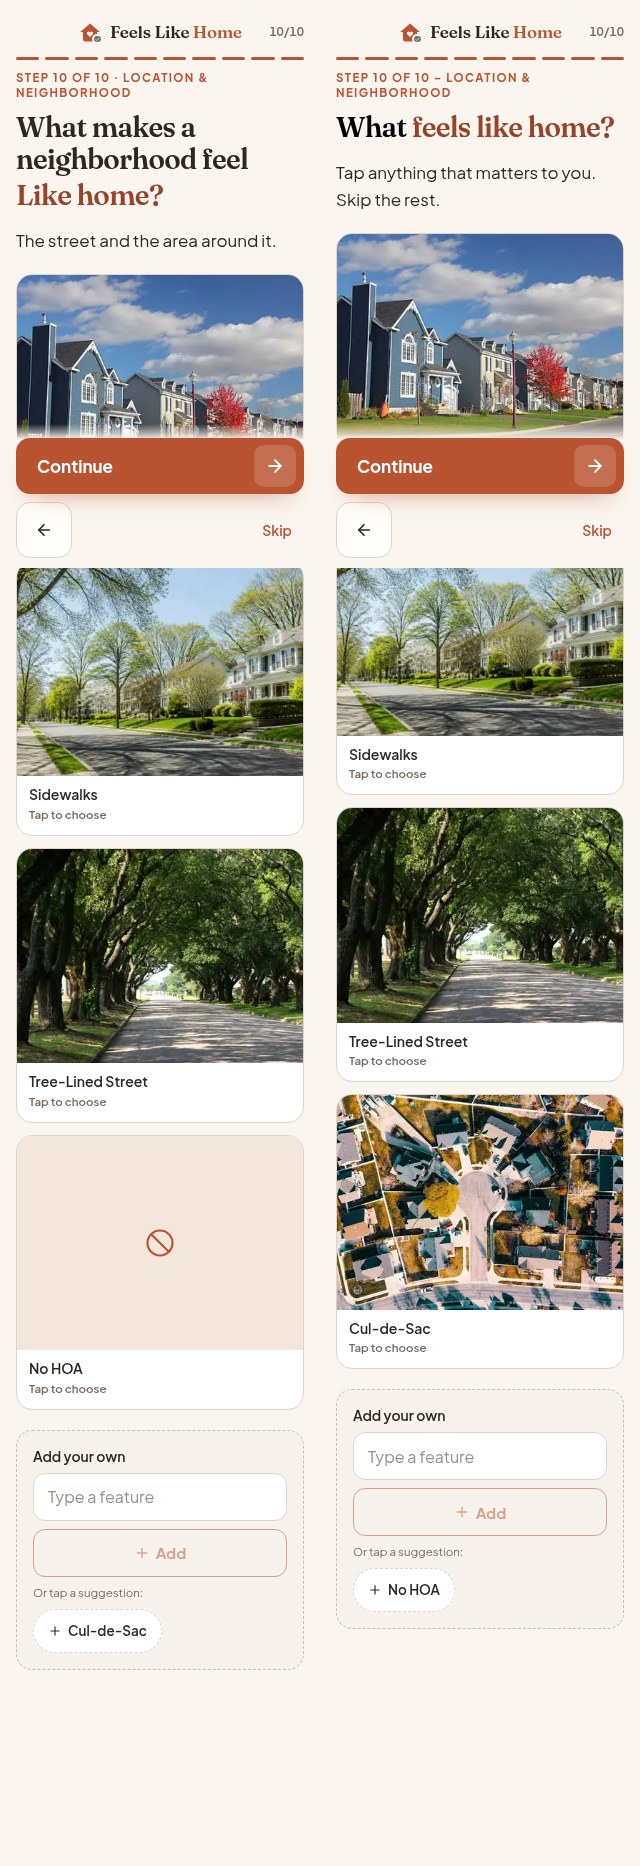 Feels Like Home
10/10
STEP 10 OF 10 · LOCATION &
NEIGHBORHOOD
What makes a
neighborhood feel
Like home?
The street and the area around it.
Continue
Skip
Sidewalks
Tap to choose
Tree-Lined Street
Tap to choose
No HOA
Tap to choose
Add your own
Type a feature
+ Add
Or tap a suggestion:
+ Cul-de-Sac
Feels Like Home
10/10
STEP 10 OF 10 – LOCATION &
NEIGHBORHOOD
What feels like home?
Tap anything that matters to you.
Skip the rest.
Continue
Skip
Sidewalks
Tap to choose
Tree-Lined Street
Tap to choose
Cul-de-Sac
Tap to choose
Add your own
Type a feature
+ Add
Or tap a suggestion:
+ No HOA